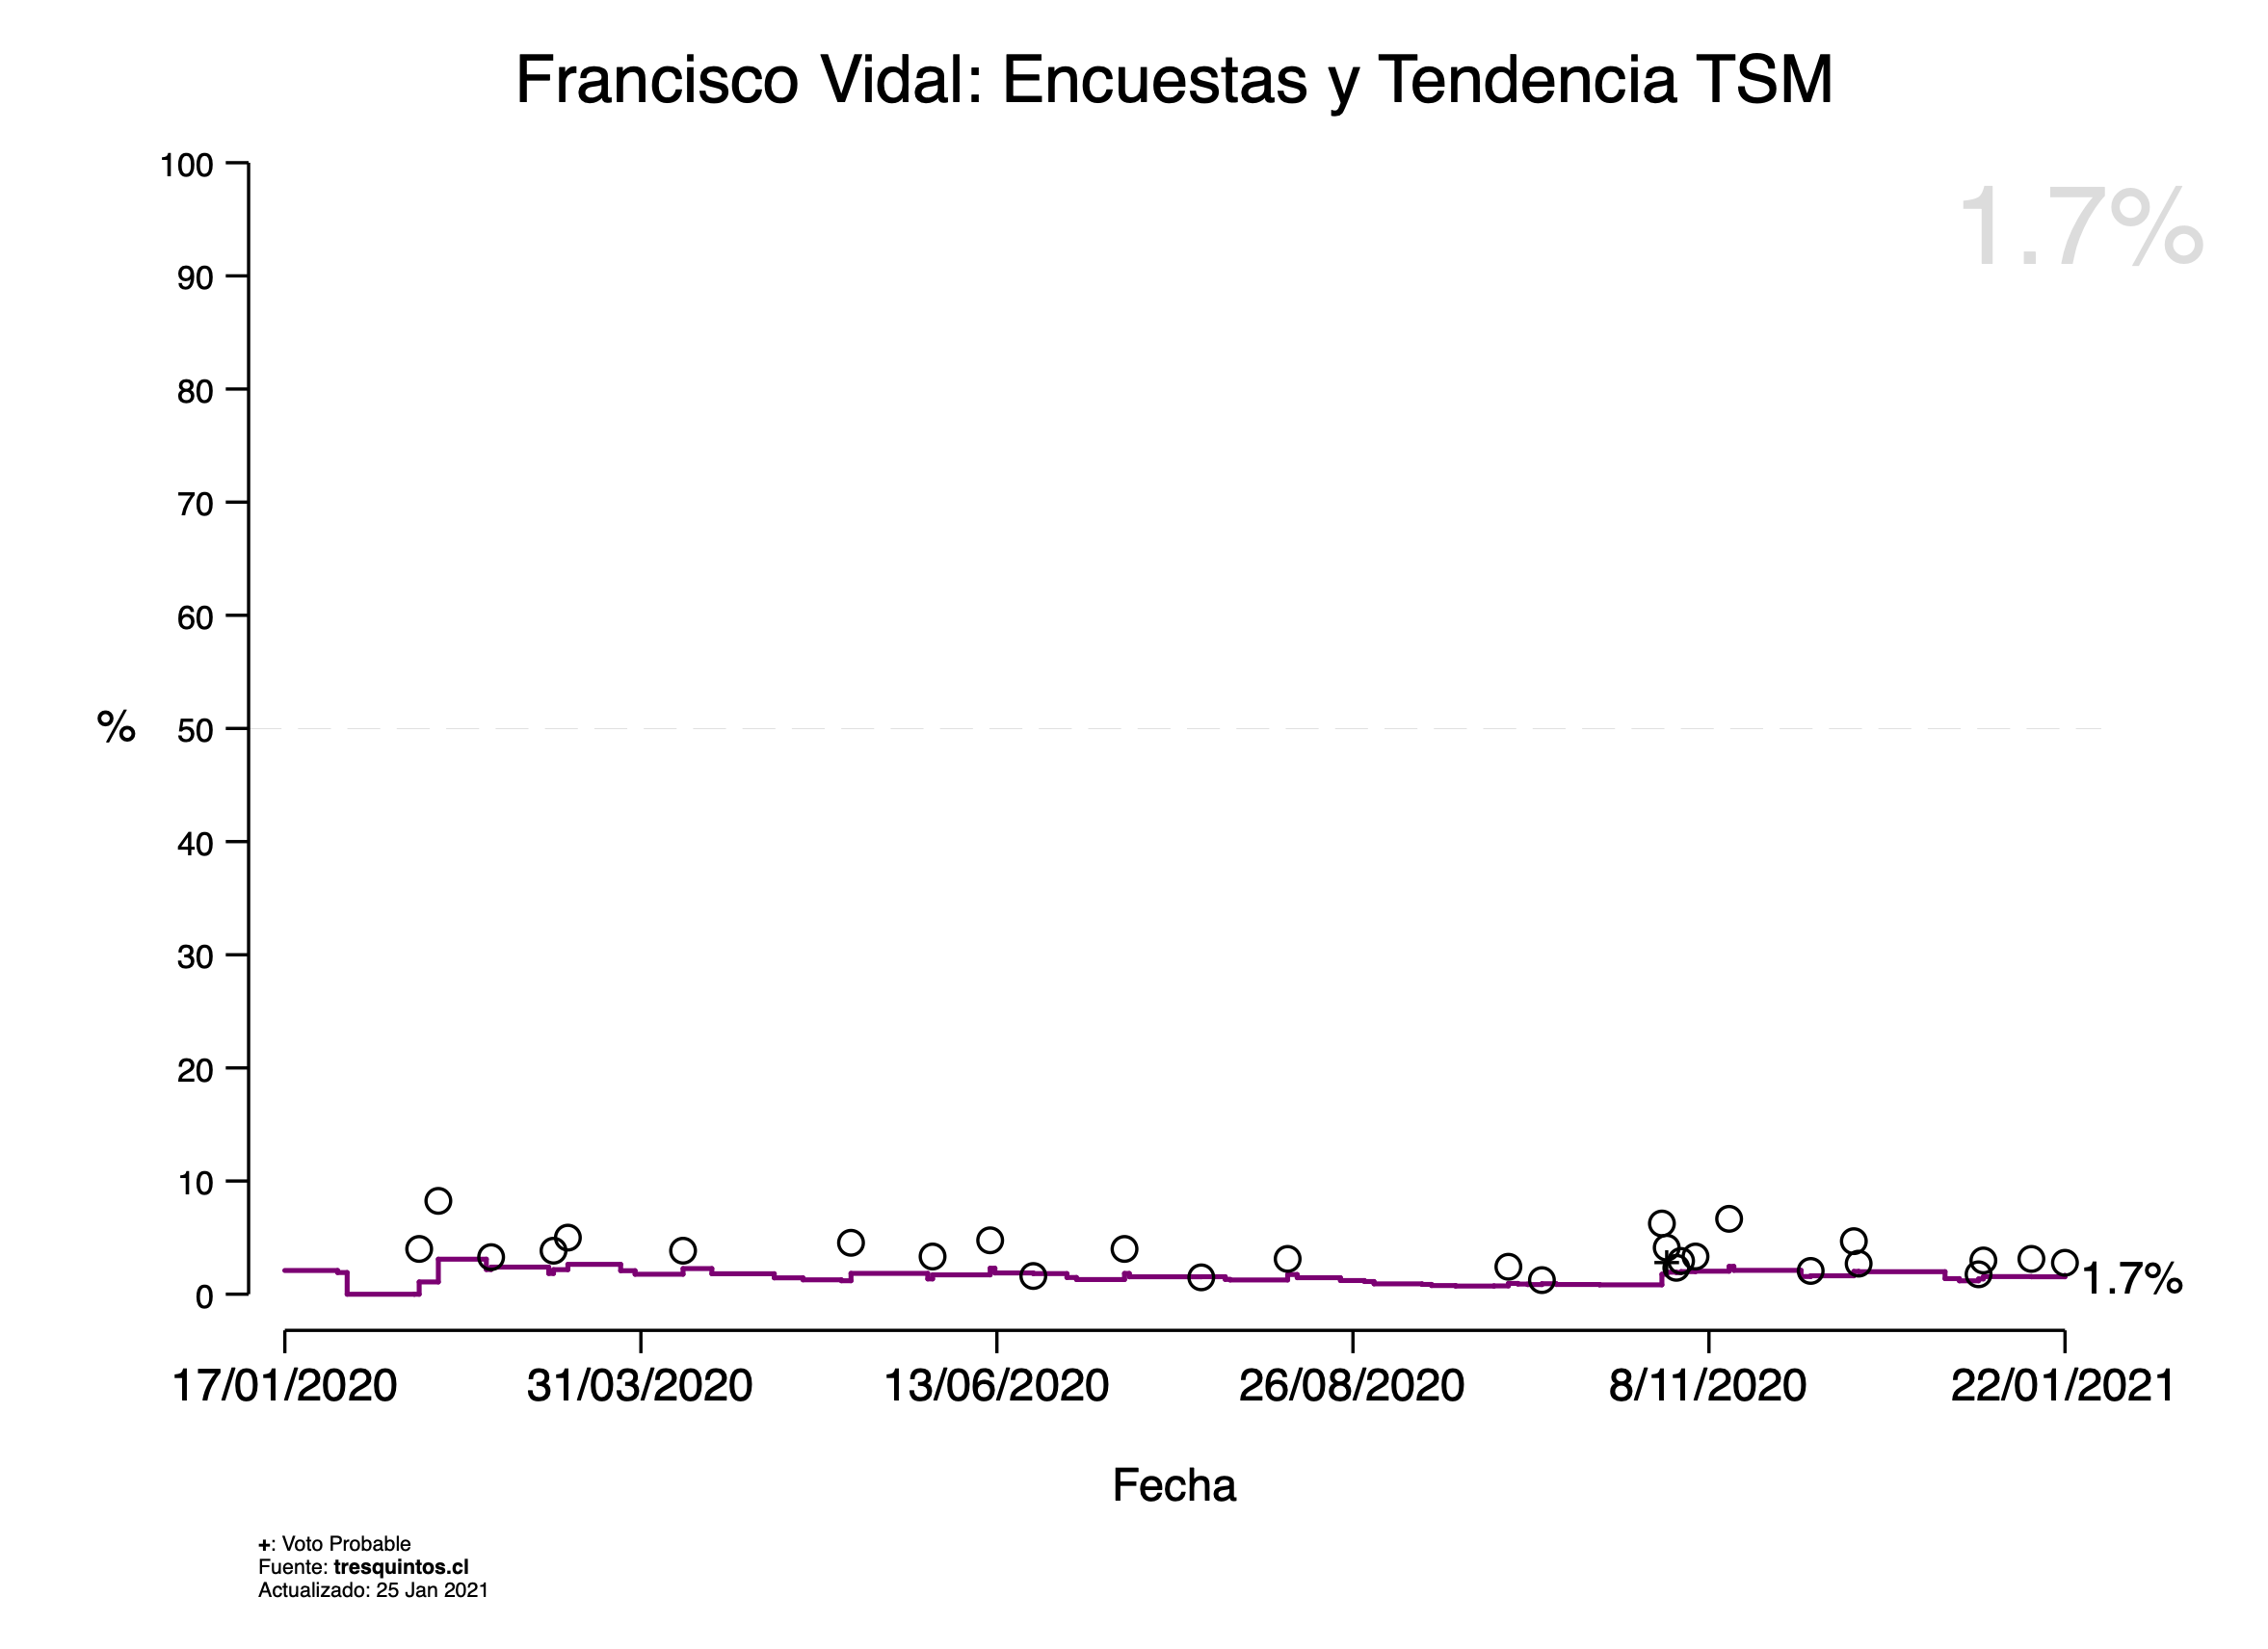 Francisco Vidal: Encuestas y Tendencia TSM
1.7%
100
90
80
70
60
% 50
40
30
20
10
0
1.7%
17/01/2020 31/03/2020 13/06/2020 26/08/2020 8/11/2020 22/01/2021
Fecha
+: Voto Probable
Fuente: tresquintos.cl
Actualizado: 25 Jan 2021